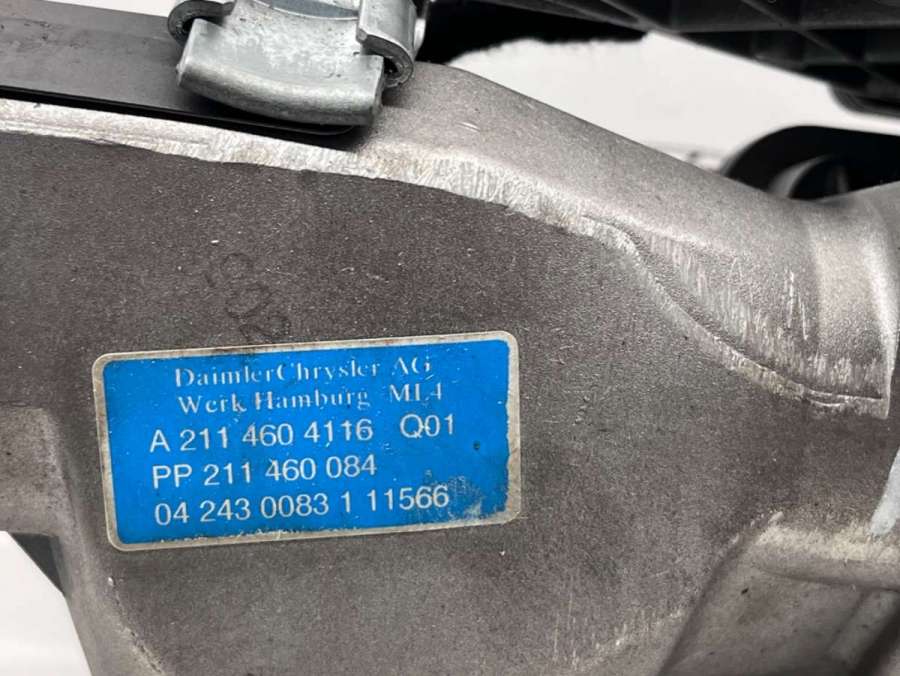 DaimlerChrysler AG
Werk Hamburg ML4
A 211 460 4116 Q01
PP 211 460 084
04 243 0083 1 11566